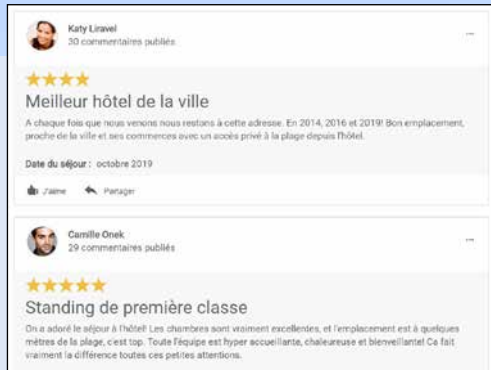 Katy Liravel
30 commentaires publiés
Meilleur hôtel de la ville
A chaque fois que nous venons nous restons à cette adresse. En 2014, 2016 et 2019! Bon emplacement,
proche de la ville et ses commerces avec un accès privé à la plage depuis l'hôtel.
Date du séjour : octobre 2019
J'aime Partager
Camille Onek
29 commentaires publiés
Standing de première classe
On a adoré le séjour à l'hôtel! Les chambres sont vraiment excellentes, et l'emplacement est à quelques
mètres de la plage, c'est top. Toute l'équipe est hyper accueillante, chaleureuse et bienveillante! Ca fait
vraiment la différence toutes ces petites attentions.